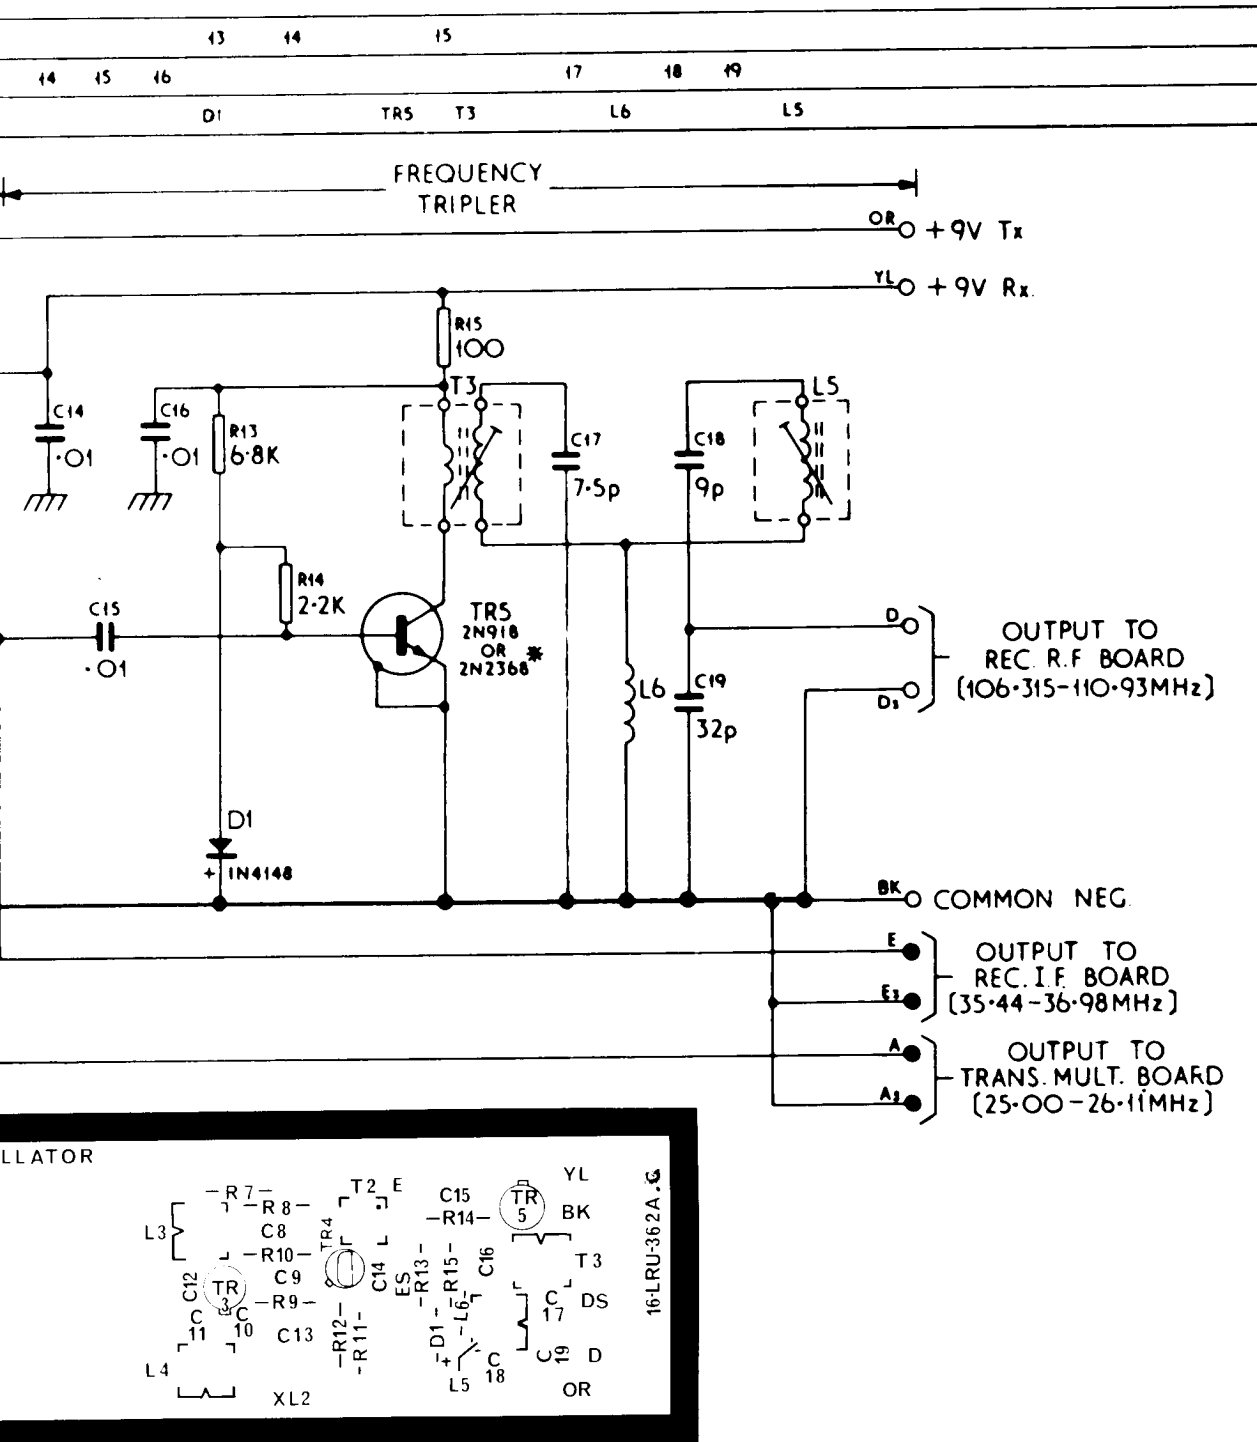 13 14 15
14 15 16 17 18 19
D1 TR5 T3 L6 L5
FREQUENCY
TRIPLER
OR +9V Tx
YL +9V Rx.
R15
100
T3
L5
C14
·01
C16
·01
R13
6·8K
C17
7·5p
C18
9p
R14
2·2K
C15
·01
TR5
2N918
OR
2N2368 *
L6
C19
32p
D
Ds
OUTPUT TO
REC. R.F BOARD
(106·315-110·93MHz)
D1
+ 1N4148
BK COMMON NEG.
E
Es
OUTPUT TO
REC. I.F. BOARD
(35·44-36·98MHz)
A
As
OUTPUT TO
TRANS. MULT. BOARD
(25·00-26·11MHz)
LLATOR
YL
-R7-
T2 E
C15
TR
5
-R8-
-R14-
BK
L3
C8
TR4
-R10-
C16
T3
C12
TR
3
C9
C14
ES
-R13-
-R15-
-R9-
C
17
DS
C
11
C
10
C13
-R12-
-R11-
+D1-
-L6-
L4
C
18
C
19
D
L5
XL2
OR
16-LRU-362A.C